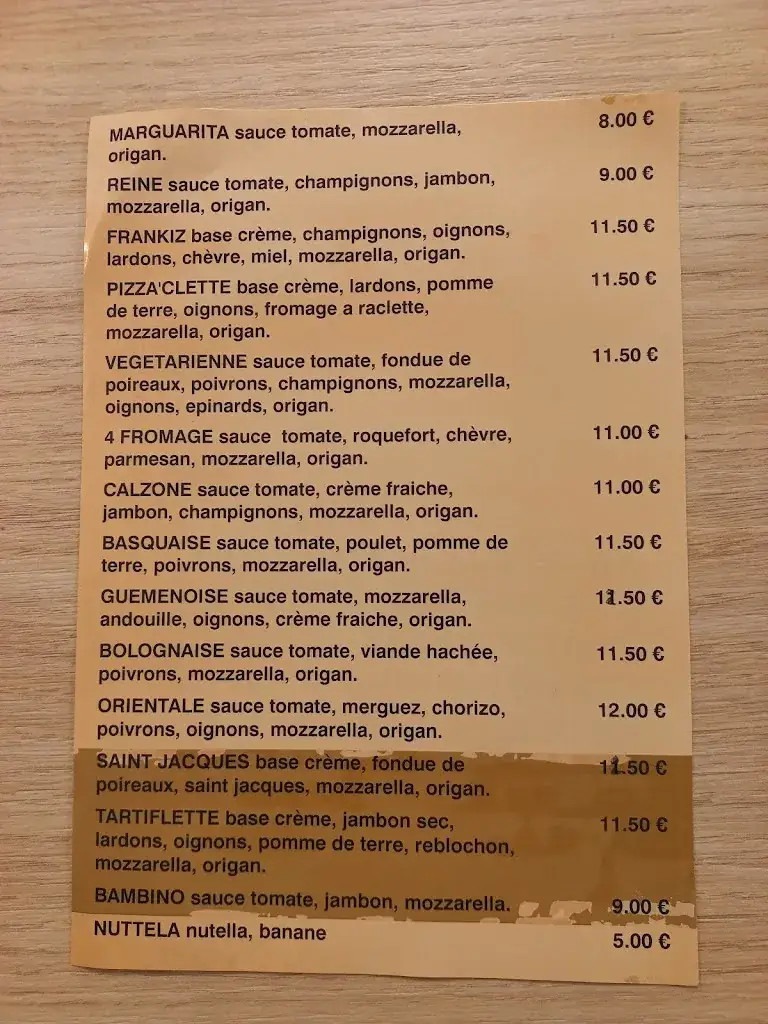 MARGUARITA sauce tomate, mozzarella, 8.00 €
origan.
REINE sauce tomate, champignons, jambon, 9.00 €
mozzarella, origan.
FRANKIZ base crème, champignons, oignons, 11.50 €
lardons, chèvre, miel, mozzarella, origan.
PIZZA'CLETTE base crème, lardons, pomme 11.50 €
de terre, oignons, fromage a raclette,
mozzarella, origan.
VEGETARIENNE sauce tomate, fondue de 11.50 €
poireaux, poivrons, champignons, mozzarella,
oignons, epinards, origan.
4 FROMAGE sauce tomate, roquefort, chèvre, 11.00 €
parmesan, mozzarella, origan.
CALZONE sauce tomate, crème fraiche, 11.00 €
jambon, champignons, mozzarella, origan.
BASQUAISE sauce tomate, poulet, pomme de 11.50 €
terre, poivrons, mozzarella, origan.
GUEMENOISE sauce tomate, mozzarella,
andouille, oignons, crème fraiche, origan.
BOLOGNAISE sauce tomate, viande hachée, 11.50 €
poivrons, mozzarella, origan.
ORIENTALE sauce tomate, merguez, chorizo, 12.00 €
poivrons, oignons, mozzarella, origan.
SAINT JACQUES base crème, fondue de
poireaux, saint jacques, mozzarella, origan.
TARTIFLETTE base crème, jambon sec, 11.50 €
lardons, oignons, pomme de terre, reblochon,
mozzarella, origan.
BAMBINO sauce tomate, jambon, mozzarella. 9.00 €
NUTTELA nutella, banane 5.00 €